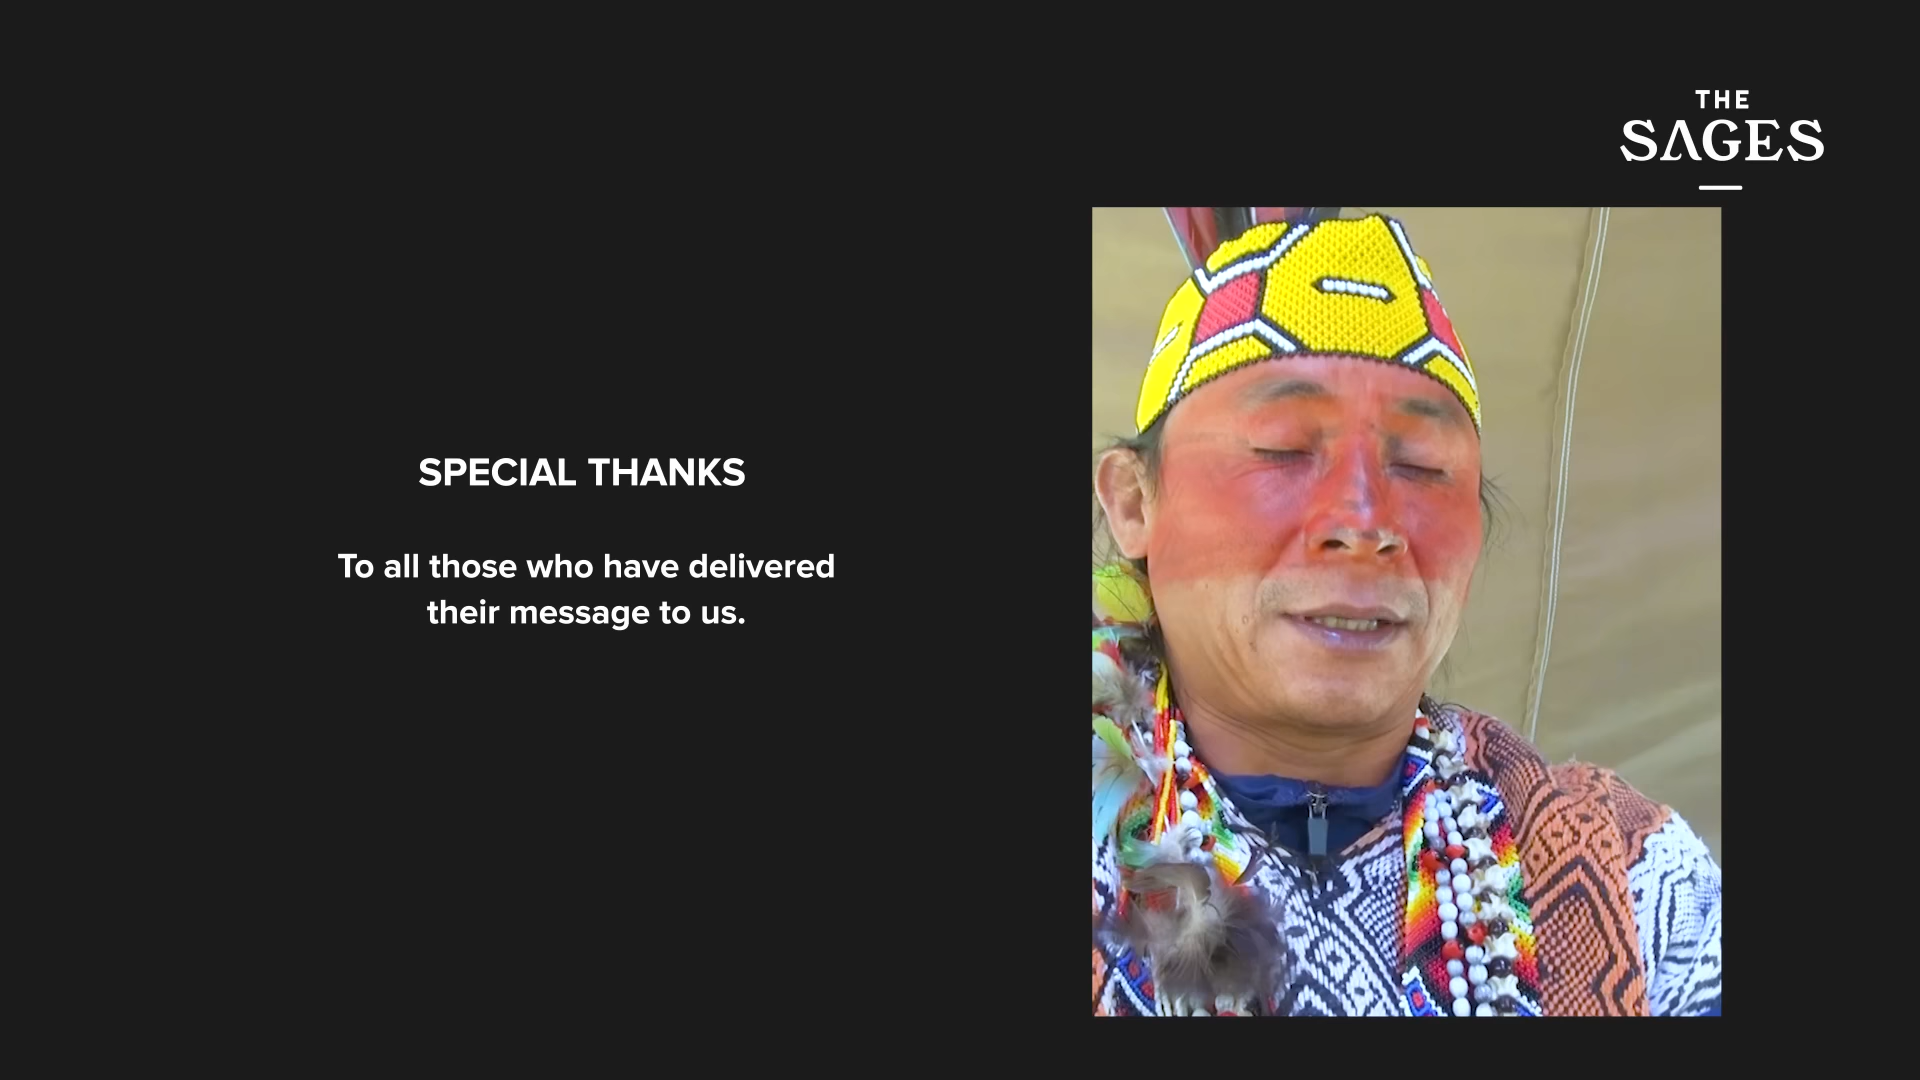 THE
SAGES
SPECIAL THANKS
To all those who have delivered
their message to us.